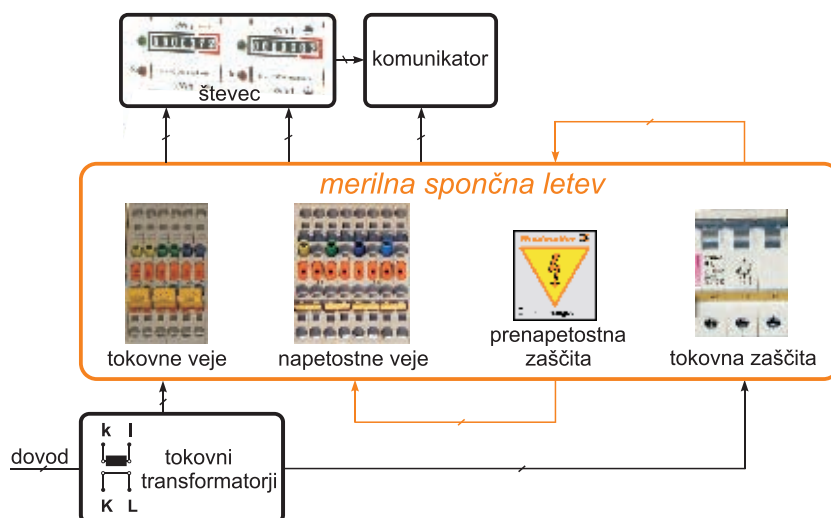 števec
komunikator
merilna spončna letev
tokovne veje
napetostne veje
prenapetostna
zaščita
tokovna zaščita
dovod
k l
tokovni
transformatorji
K L